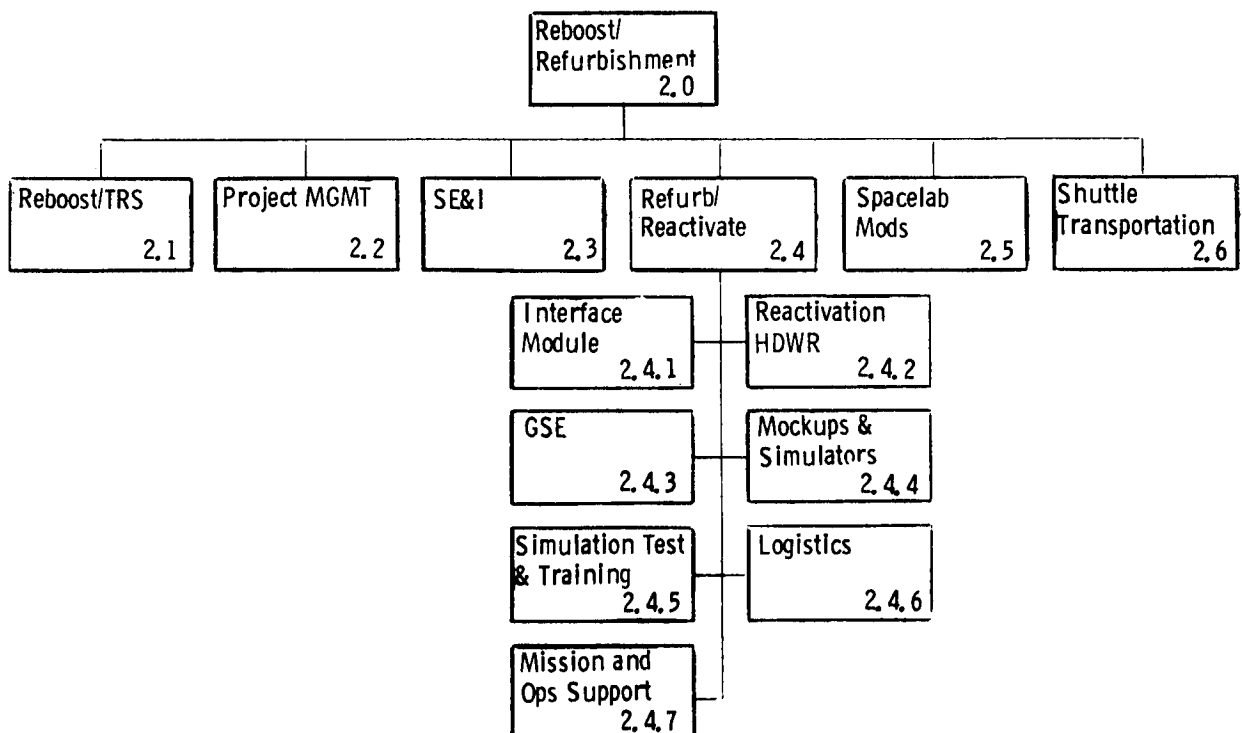 Reboost/
Refurbishment
2.0
Reboost/TRS
2.1
Project MGMT
2.2
SE&I
2.3
Refurb/
Reactivate
2.4
Spacelab
Mods
2.5
Shuttle
Transportation
2.6
Interface
Module
2.4.1
Reactivation
HDWR
2.4.2
GSE
2.4.3
Mockups &
Simulators
2.4.4
Simulation Test
& Training
2.4.5
Logistics
2.4.6
Mission and
Ops Support
2.4.7